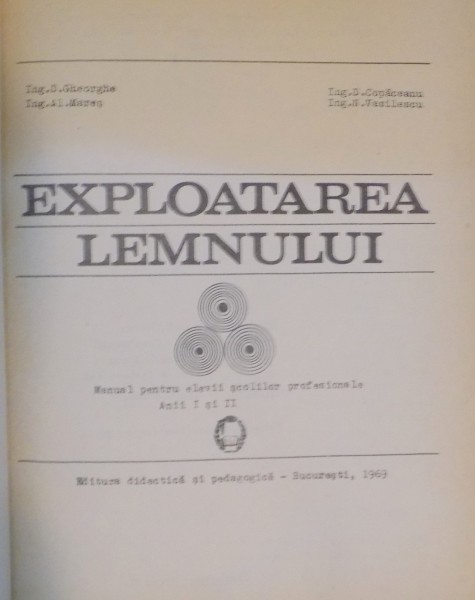 Ing.S.Gheorghe
Ing.Al.Mareș
Ing.D.Copăceanu
Ing.N.Vasilescu
EXPLOATAREA
LEMNULUI
Manual pentru elevii școlilor profesionale
Anii I și II
Editura didactică și pedagogică - București, 1969